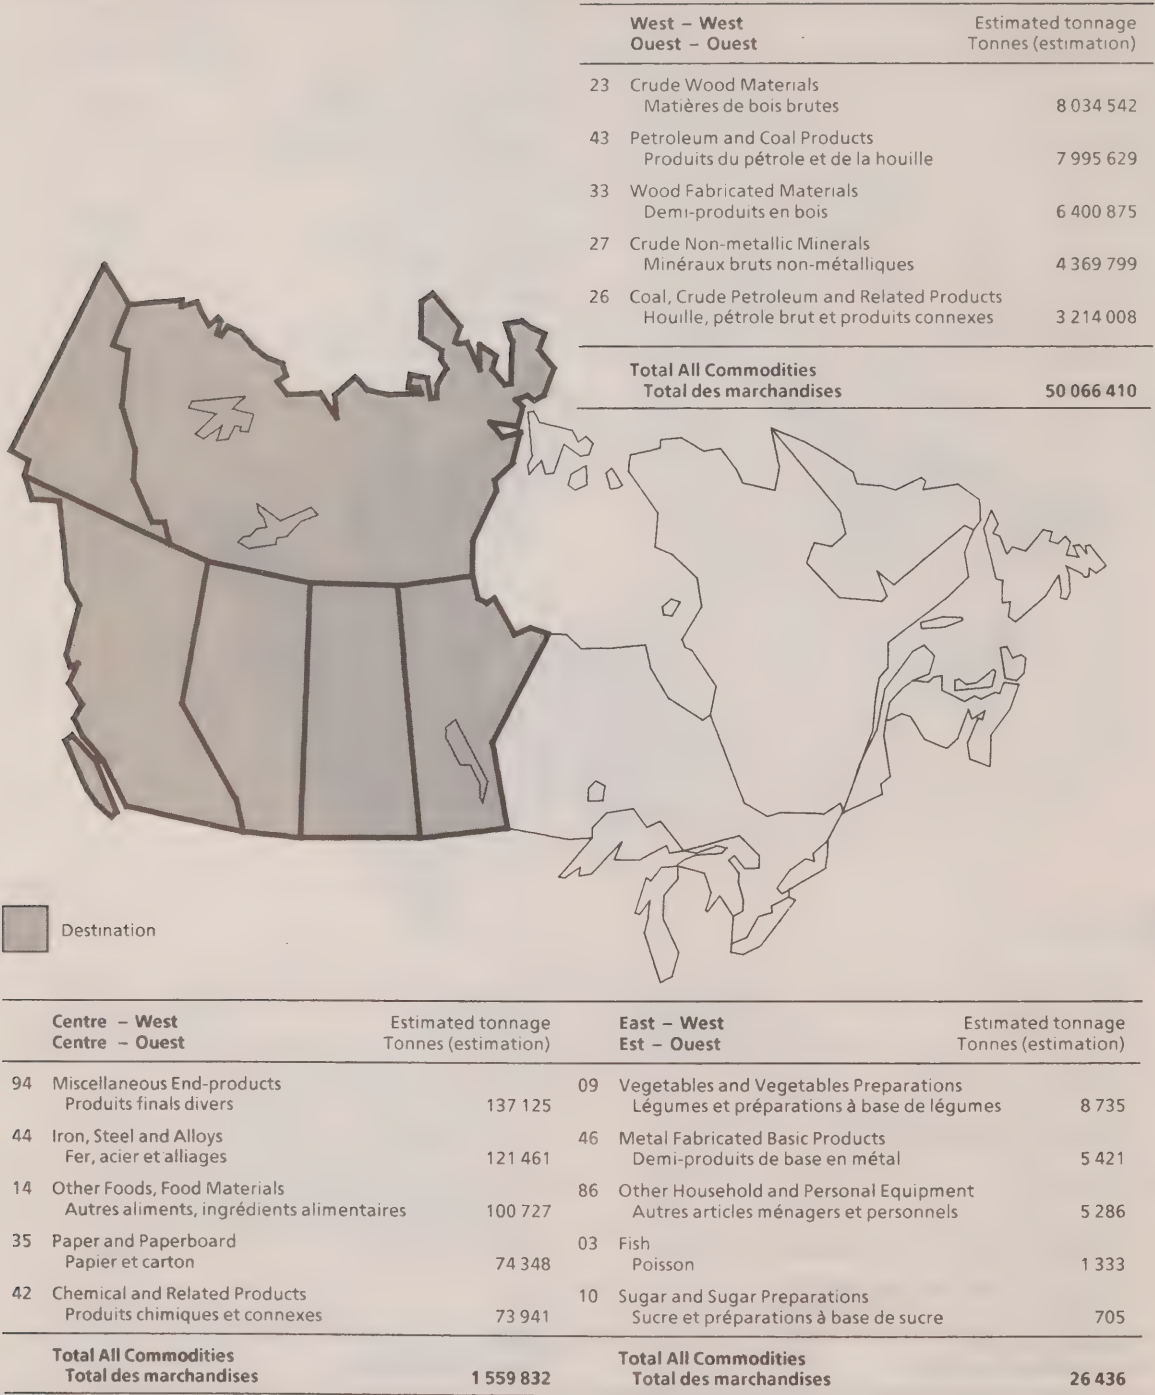 West – West Estimated tonnage
Ouest – Ouest Tonnes (estimation)
23 Crude Wood Materials
Matières de bois brutes 8 034 542
43 Petroleum and Coal Products
Produits du pétrole et de la houille 7 995 629
33 Wood Fabricated Materials
Demi-produits en bois 6 400 875
27 Crude Non-metallic Minerals
Minéraux bruts non-métalliques 4 369 799
26 Coal, Crude Petroleum and Related Products
Houille, pétrole brut et produits connexes 3 214 008
Total All Commodities
Total des marchandises 50 066 410
Destination
Centre – West Estimated tonnage
Centre – Ouest Tonnes (estimation)
94 Miscellaneous End-products
Produits finals divers 137 125
44 Iron, Steel and Alloys
Fer, acier et alliages 121 461
14 Other Foods, Food Materials
Autres aliments, ingrédients alimentaires 100 727
35 Paper and Paperboard
Papier et carton 74 348
42 Chemical and Related Products
Produits chimiques et connexes 73 941
Total All Commodities
Total des marchandises 1 559 832
East – West Estimated tonnage
Est – Ouest Tonnes (estimation)
09 Vegetables and Vegetables Preparations
Légumes et préparations à base de légumes 8 735
46 Metal Fabricated Basic Products
Demi-produits de base en métal 5 421
86 Other Household and Personal Equipment
Autres articles ménagers et personnels 5 286
03 Fish
Poisson 1 333
10 Sugar and Sugar Preparations
Sucre et préparations à base de sucre 705
Total All Commodities
Total des marchandises 26 436